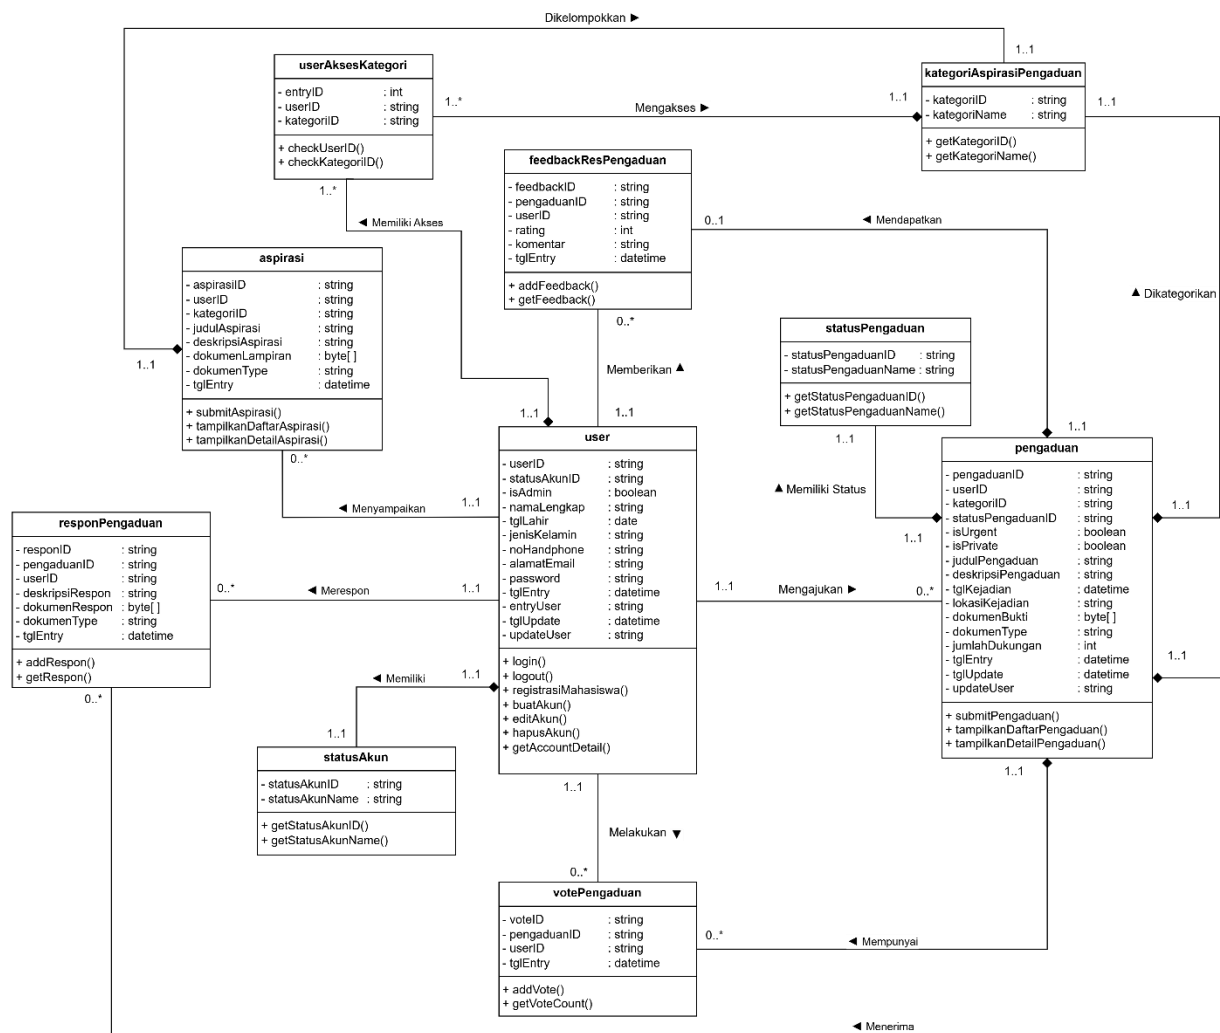 Dikelompokkan ►
1..1
userAksesKategori
- entryID : int
- userID : string
- kategoriID : string
+ checkUserID()
+ checkKategoriID()
1..*
1..*
Mengakses ►
1..1
kategoriAspirasiPengaduan
- kategoriID : string
- kategoriName : string
+ getKategoriID()
+ getKategoriName()
1..1
feedbackResPengaduan
- feedbackID : string
- pengaduanID : string
- userID : string
- rating : int
- komentar : string
- tglEntry : datetime
+ addFeedback()
+ getFeedback()
0..1
◄ Mendapatkan
0..*
◄ Memiliki Akses
aspirasi
- aspirasiID : string
- userID : string
- kategoriID : string
- judulAspirasi : string
- deskripsiAspirasi : string
- dokumenLampiran : byte[ ]
- dokumenType : string
- tglEntry : datetime
+ submitAspirasi()
+ tampilkanDaftarAspirasi()
+ tampilkanDetailAspirasi()
1..1
0..*
▲ Dikategorikan
statusPengaduan
- statusPengaduanID : string
- statusPengaduanName : string
+ getStatusPengaduanID()
+ getStatusPengaduanName()
1..1
Memberikan ▲
1..1
1..1
1..1
user
- userID : string
- statusAkunID : string
- isAdmin : boolean
- namaLengkap : string
- tglLahir : date
- jenisKelamin : string
- noHandphone : string
- alamatEmail : string
- password : string
- tglEntry : datetime
- entryUser : string
- tglUpdate : datetime
- updateUser : string
+ login()
+ logout()
+ registrasiMahasiswa()
+ buatAkun()
+ editAkun()
+ hapusAkun()
+ getAccountDetail()
pengaduan
- pengaduanID : string
- userID : string
- kategoriID : string
- statusPengaduanID : string
- isUrgent : boolean
- isPrivate : boolean
- judulPengaduan : string
- deskripsiPengaduan : string
- tglKejadian : datetime
- lokasiKejadian : string
- dokumenBukti : byte[ ]
- dokumenType : string
- jumlahDukungan : int
- tglEntry : datetime
- tglUpdate : datetime
- updateUser : string
+ submitPengaduan()
+ tampilkanDaftarPengaduan()
+ tampilkanDetailPengaduan()
▲ Memiliki Status
1..1
1..1
◄ Menyampaikan
1..1
responPengaduan
- responID : string
- pengaduanID : string
- userID : string
- deskripsiRespon : string
- dokumenRespon : byte[ ]
- dokumenType : string
- tglEntry : datetime
+ addRespon()
+ getRespon()
0..*
◄ Merespon
1..1
1..1
Mengajukan ►
0..*
1..1
◄ Memiliki
1..1
0..*
1..1
statusAkun
- statusAkunID : string
- statusAkunName : string
+ getStatusAkunID()
+ getStatusAkunName()
1..1
1..1
Melakukan ▼
0..*
votePengaduan
- voteID : string
- pengaduanID : string
- userID : string
- tglEntry : datetime
+ addVote()
+ getVoteCount()
0..*
◄ Mempunyai
◄ Menerima